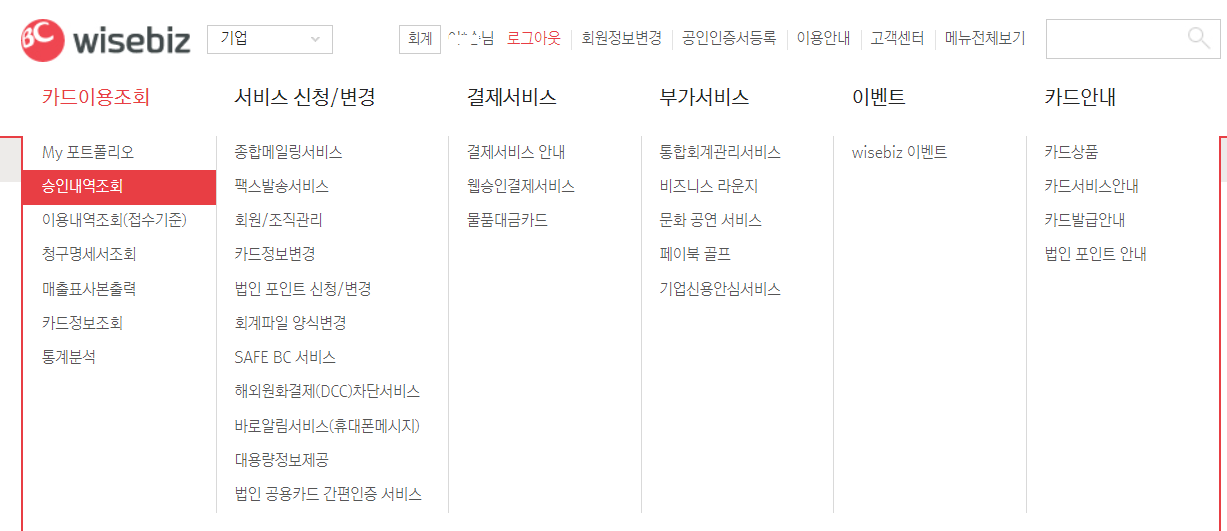 BC wisebiz
기업
회계
로그아웃
회원정보변경
공인인증서등록
이용안내
고객센터
메뉴전체보기
카드이용조회
My 포트폴리오
승인내역조회
이용내역조회(접수기준)
청구명세서조회
매출표사본출력
카드정보조회
통계분석
서비스 신청/변경
종합메일링서비스
팩스발송서비스
회원/조직관리
카드정보변경
법인 포인트 신청/변경
회계파일 양식변경
SAFE BC 서비스
해외원화결제(DCC)차단서비스
바로알림서비스(휴대폰메시지)
대용량정보제공
법인 공용카드 간편인증 서비스
결제서비스
결제서비스 안내
웹승인결제서비스
물품대금카드
부가서비스
통합회계관리서비스
비즈니스 라운지
문화 공연 서비스
페이북 골프
기업신용안심서비스
이벤트
wisebiz 이벤트
카드안내
카드상품
카드서비스안내
카드발급안내
법인 포인트 안내